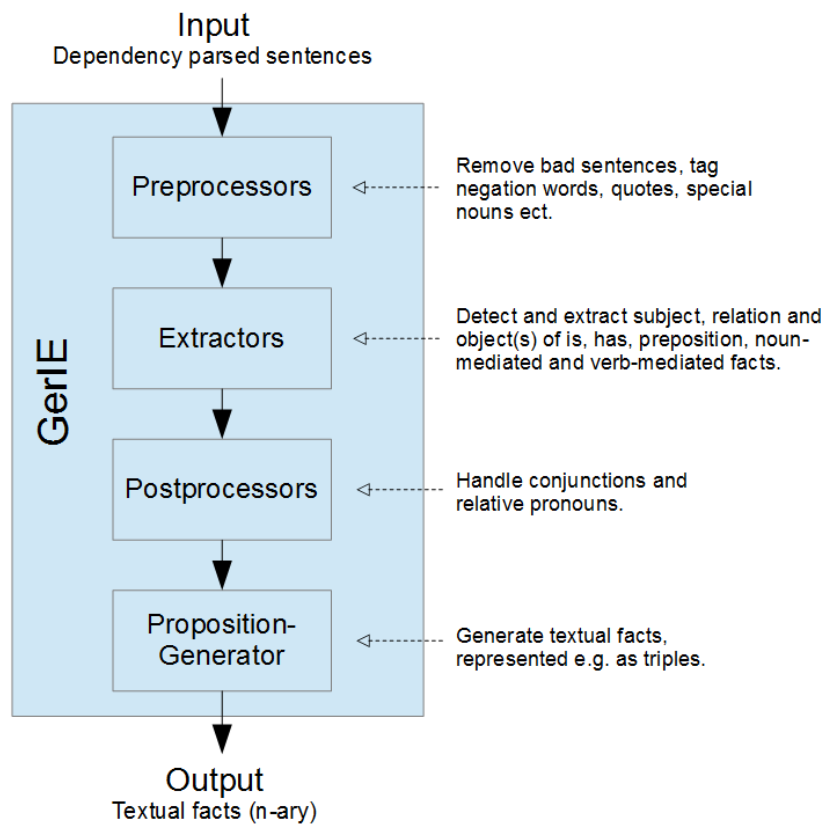 Input
Dependency parsed sentences
GerIE
Preprocessors
Remove bad sentences, tag
negation words, quotes, special
nouns ect.
Extractors
Detect and extract subject, relation and
object(s) of is, has, preposition, noun-
mediated and verb-mediated facts.
Postprocessors
Handle conjunctions and
relative pronouns.
Proposition-
Generator
Generate textual facts,
represented e.g. as triples.
Output
Textual facts (n-ary)